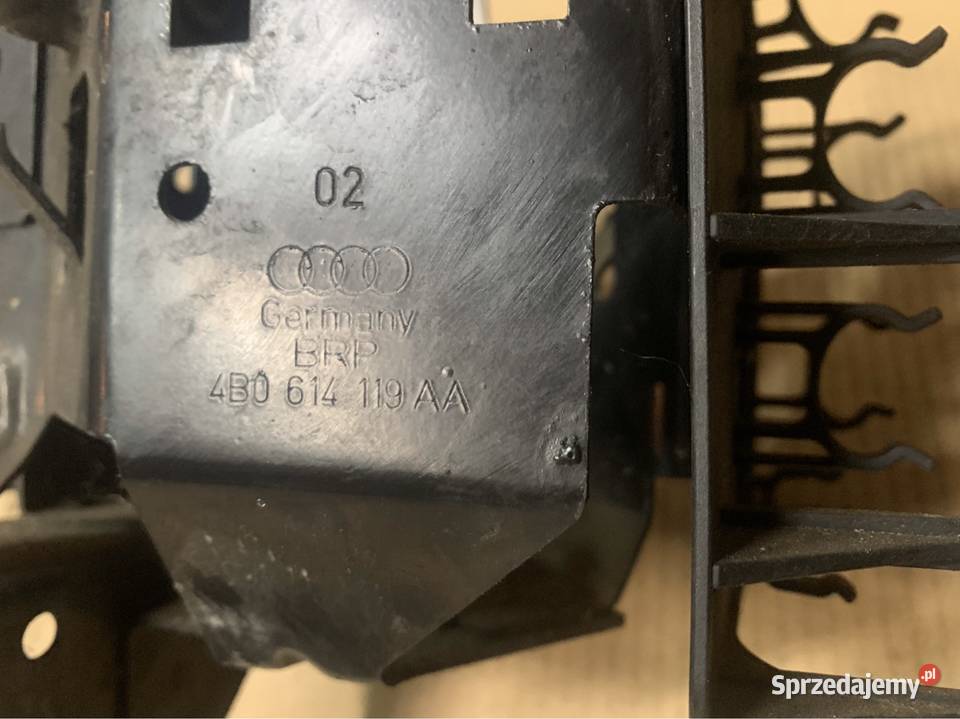 02
Germany
BRP
4B0 614 119 AA
Sprzedajemy.pl